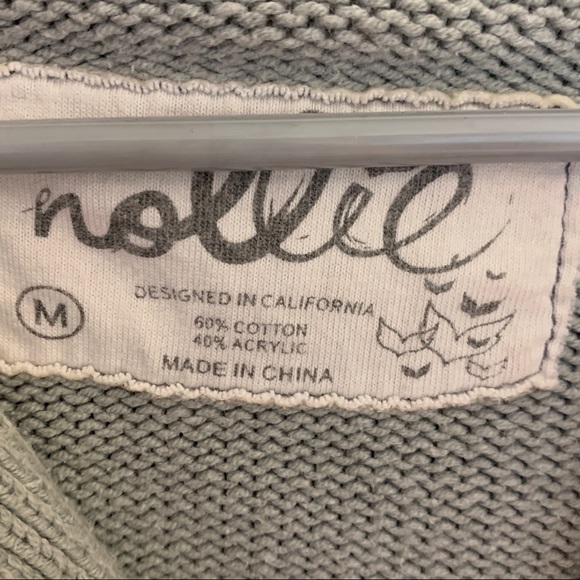 nollie
M
DESIGNED IN CALIFORNIA
60% COTTON
40% ACRYLIC
MADE IN CHINA